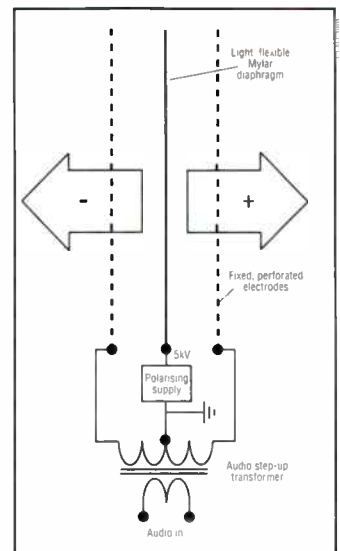 Light flexible
Mylar
diaphragm
-
+
Fixed, perforated
electrodes
5kV
Polarising
supply
Audio step-up
transformer
Audio in